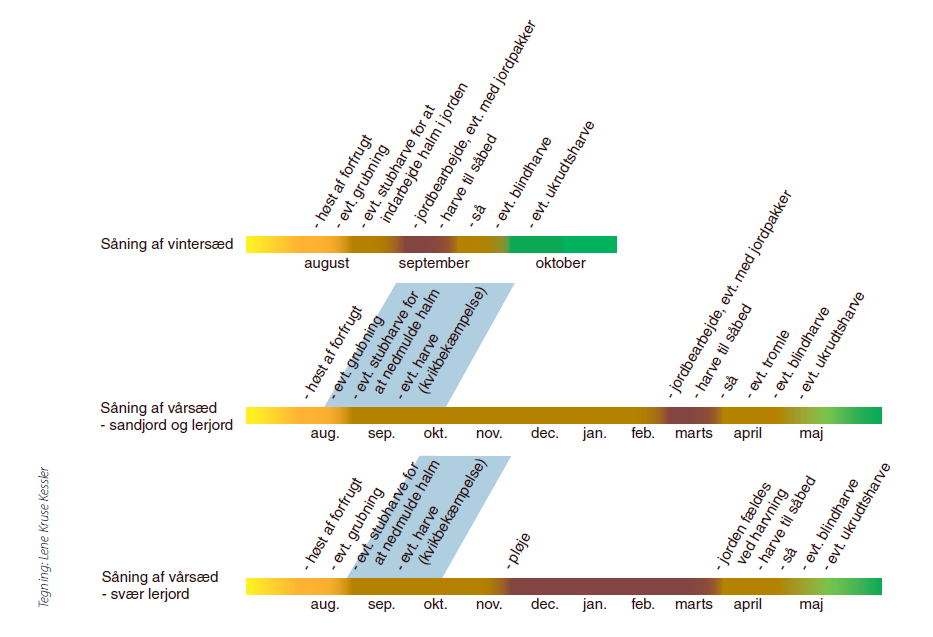 - høst af forfrugt
- evt. grubning
- evt. stubharve for at
indarbejde halm i jorden
- jordbearbejde, evt. med jordpakker
- harve til såbed
- så
- evt. blindharve
- evt. ukrudtsharve
Såning af vintersæd
august september oktober
- høst af forfrugt
- evt. grubning
- evt. stubharve for
at nedmulde halm
- evt. harve
(kvikbekæmpelse)
- jordbearbejde, evt. med jordpakker
- harve til såbed
- så
- evt. tromle
- evt. blindharve
- evt. ukrudtsharve
Såning af vårsæd
- sandjord og lerjord
aug. sep. okt. nov. dec. jan. feb. marts april maj
- høst af forfrugt
- evt. grubning
- evt. stubharve for
at nedmulde halm
- evt. harve
(kvikbekæmpelse)
- pløje
- jorden fældes
ved harvning
- harve til såbed
- så
- evt. blindharve
- evt. ukrudtsharve
Såning af vårsæd
- svær lerjord
aug. sep. okt. nov. dec. jan. feb. marts april maj
Tegning: Lene Kruse Kessler